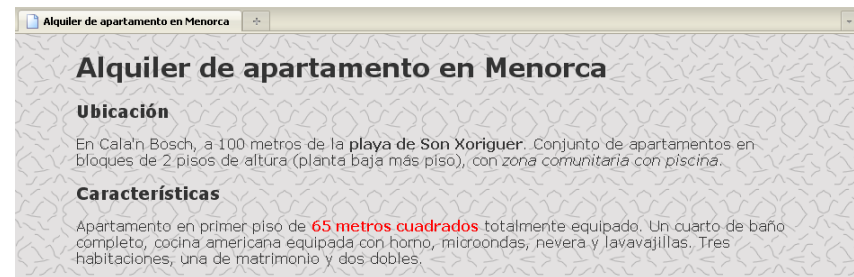 Alquiler de apartamento en Menorca
Alquiler de apartamento en Menorca
Ubicación
En Cala'n Bosch, a 100 metros de la playa de Son Xoriguer. Conjunto de apartamentos en
bloques de 2 pisos de altura (planta baja más piso), con zona comunitaria con piscina.
Características
Apartamento en primer piso de 65 metros cuadrados totalmente equipado. Un cuarto de baño
completo, cocina americana equipada con horno, microondas, nevera y lavavajillas. Tres
habitaciones, una de matrimonio y dos dobles.